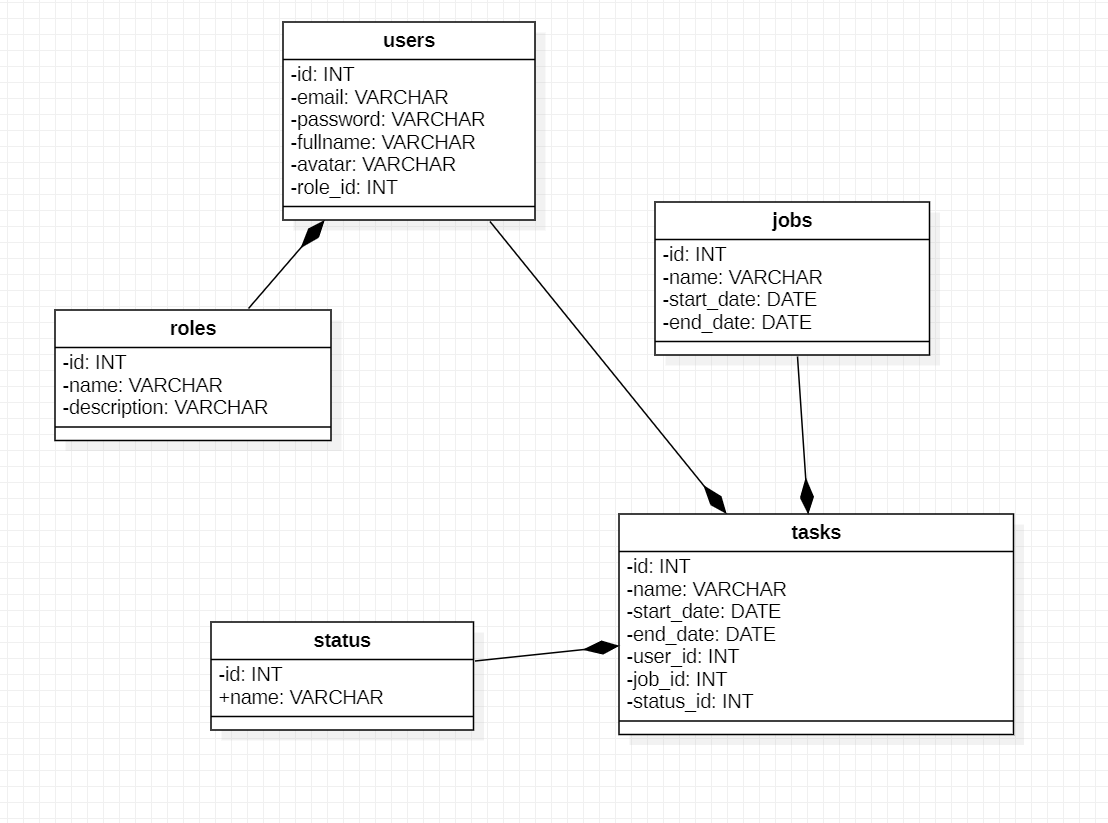 users
-id: INT
-email: VARCHAR
-password: VARCHAR
-fullname: VARCHAR
-avatar: VARCHAR
-role_id: INT
jobs
-id: INT
-name: VARCHAR
-start_date: DATE
-end_date: DATE
roles
-id: INT
-name: VARCHAR
-description: VARCHAR
tasks
-id: INT
-name: VARCHAR
-start_date: DATE
-end_date: DATE
-user_id: INT
-job_id: INT
-status_id: INT
status
-id: INT
+name: VARCHAR